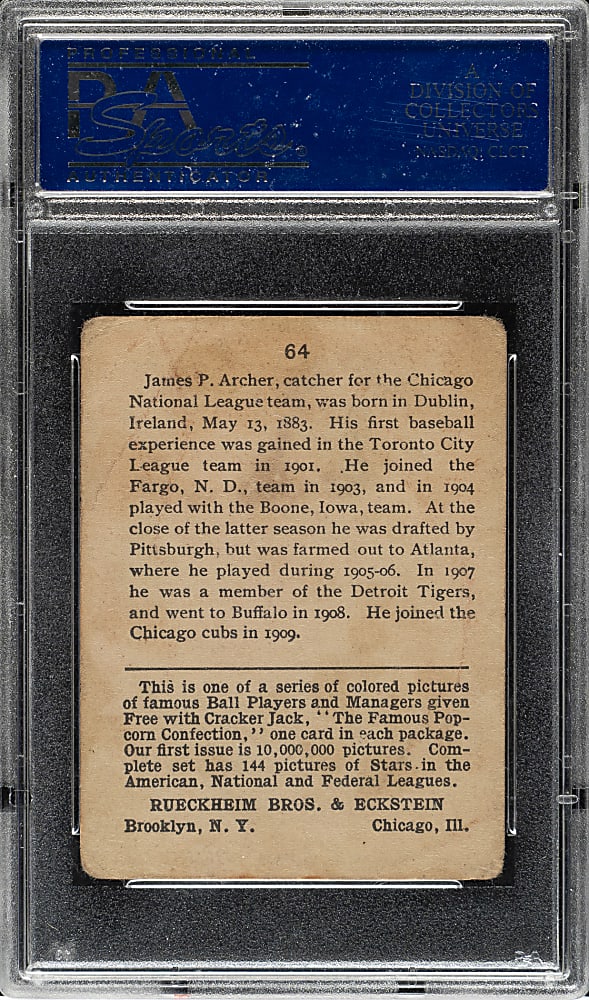 PROFESSIONAL
PSA
Sports
AUTHENTICATOR
A
DIVISION OF
COLLECTORS
UNIVERSE
NASDAQ: CLCT
64
James P. Archer, catcher for the Chicago
National League team, was born in Dublin,
Ireland, May 13, 1883. His first baseball
experience was gained in the Toronto City
League team in 1901. He joined the
Fargo, N. D., team in 1903, and in 1904
played with the Boone, Iowa, team. At the
close of the latter season he was drafted by
Pittsburgh, but was farmed out to Atlanta,
where he played during 1905-06. In 1907
he was a member of the Detroit Tigers,
and went to Buffalo in 1908. He joined the
Chicago cubs in 1909.
This is one of a series of colored pictures
of famous Ball Players and Managers given
Free with Cracker Jack, "The Famous Pop-
corn Confection," one card in each package.
Our first issue is 10,000,000 pictures. Com-
plete set has 144 pictures of Stars in the
American, National and Federal Leagues.
RUECKHEIM BROS. & ECKSTEIN
Brooklyn, N. Y. Chicago, Ill.